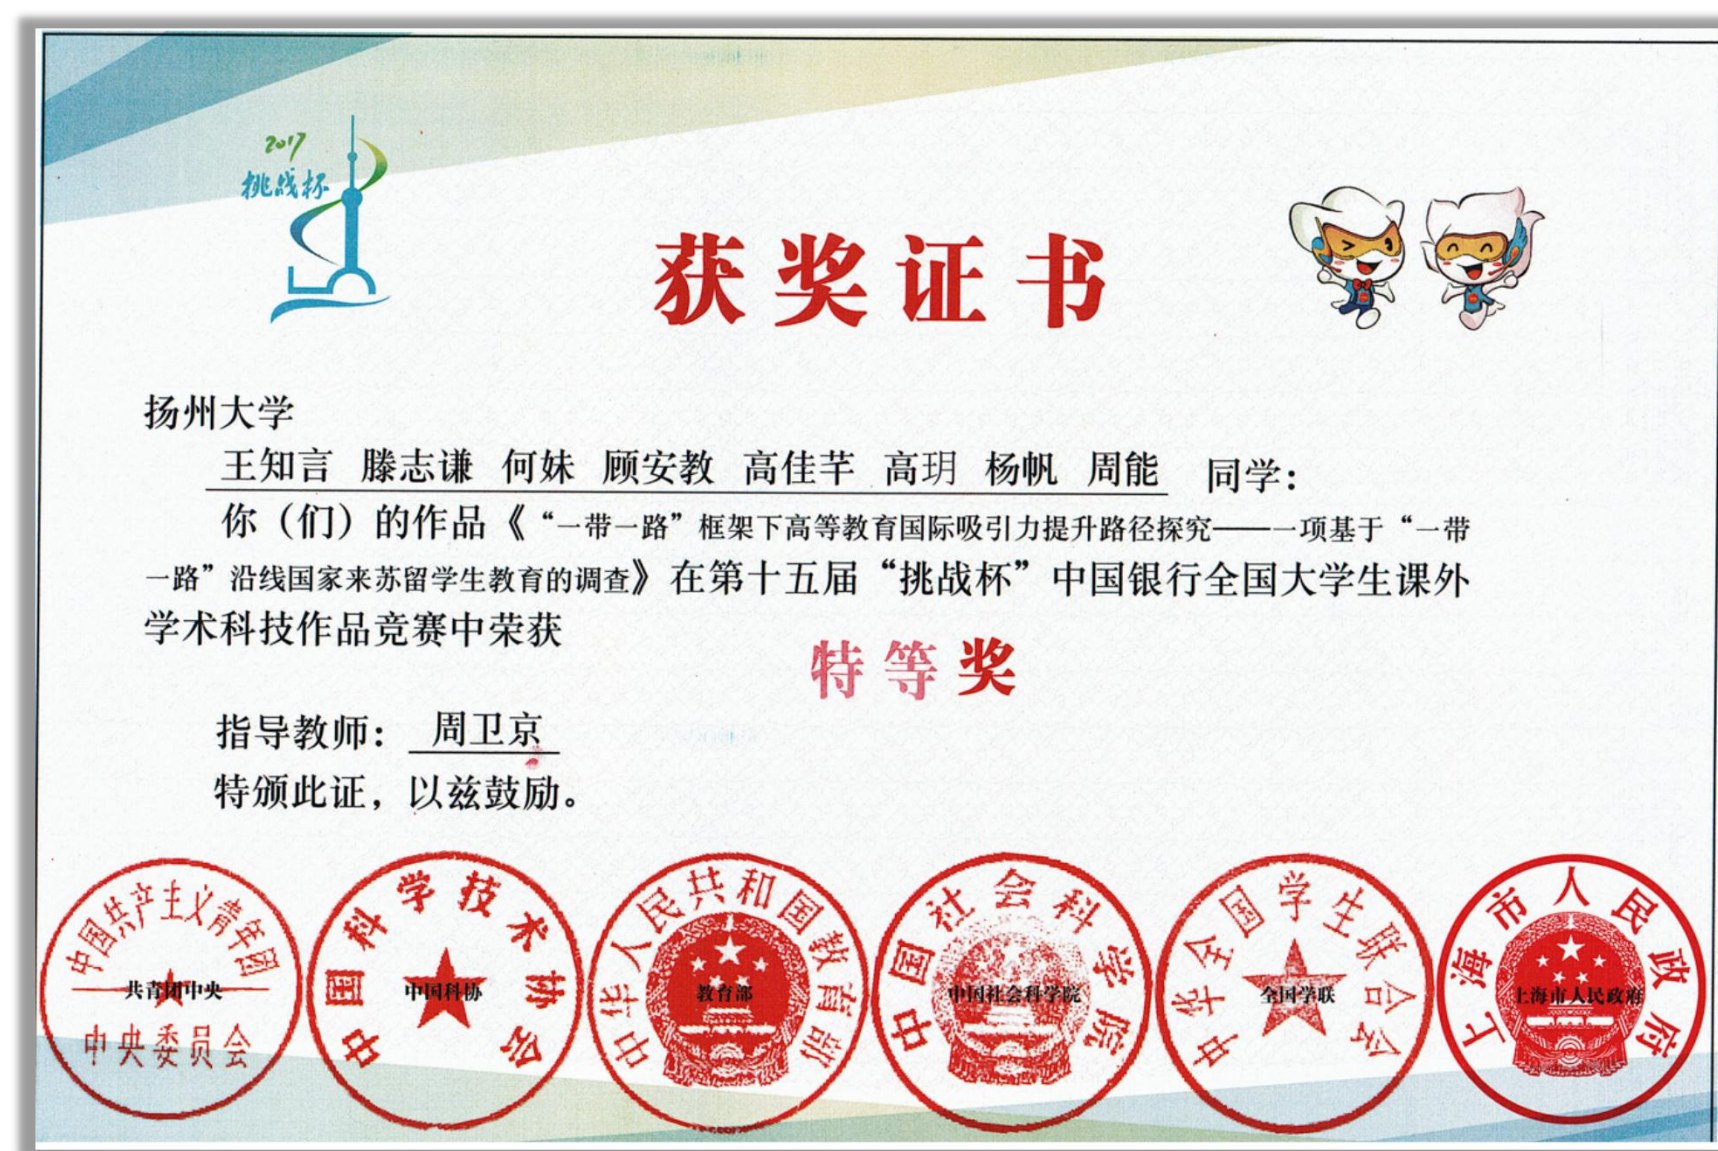 2017
挑战杯
获奖证书
扬州大学
王知言 滕志谦 何妹 顾安教 高佳芊 高玥 杨帆 周能 同学：
你（们）的作品《“一带一路”框架下高等教育国际吸引力提升路径探究——一项基于“一带
一路”沿线国家来苏留学生教育的调查》在第十五届“挑战杯”中国银行全国大学生课外
学术科技作品竞赛中荣获
特等奖
指导教师：周卫京
特颁此证，以兹鼓励。
中国共产主义青年团
共青团中央
中央委员会
中国科学技术协会
中国科协
中华人民共和国教育部
教育部
中国社会科学院
中国社会科学院
中华全国学生联合会
全国学联
上海市人民政府
上海市人民政府